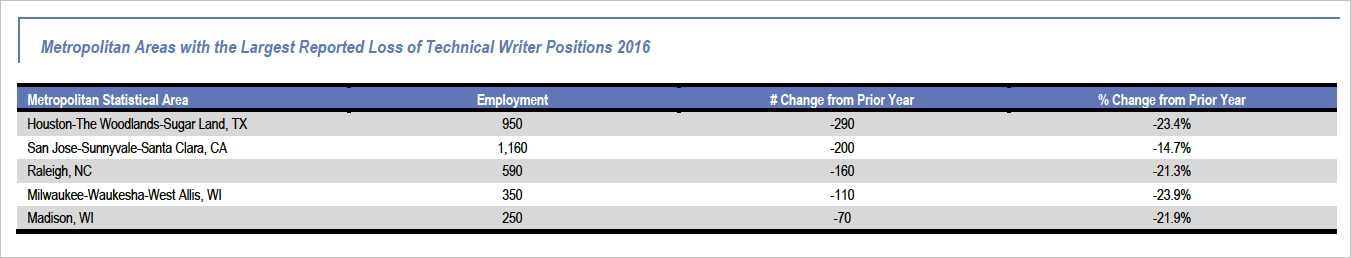 Metropolitan Areas with the Largest Reported Loss of Technical Writer Positions 2016
Metropolitan Statistical Area Employment # Change from Prior Year % Change from Prior Year
Houston-The Woodlands-Sugar Land, TX 950 -290 -23.4%
San Jose-Sunnyvale-Santa Clara, CA 1,160 -200 -14.7%
Raleigh, NC 590 -160 -21.3%
Milwaukee-Waukesha-West Allis, WI 350 -110 -23.9%
Madison, WI 250 -70 -21.9%